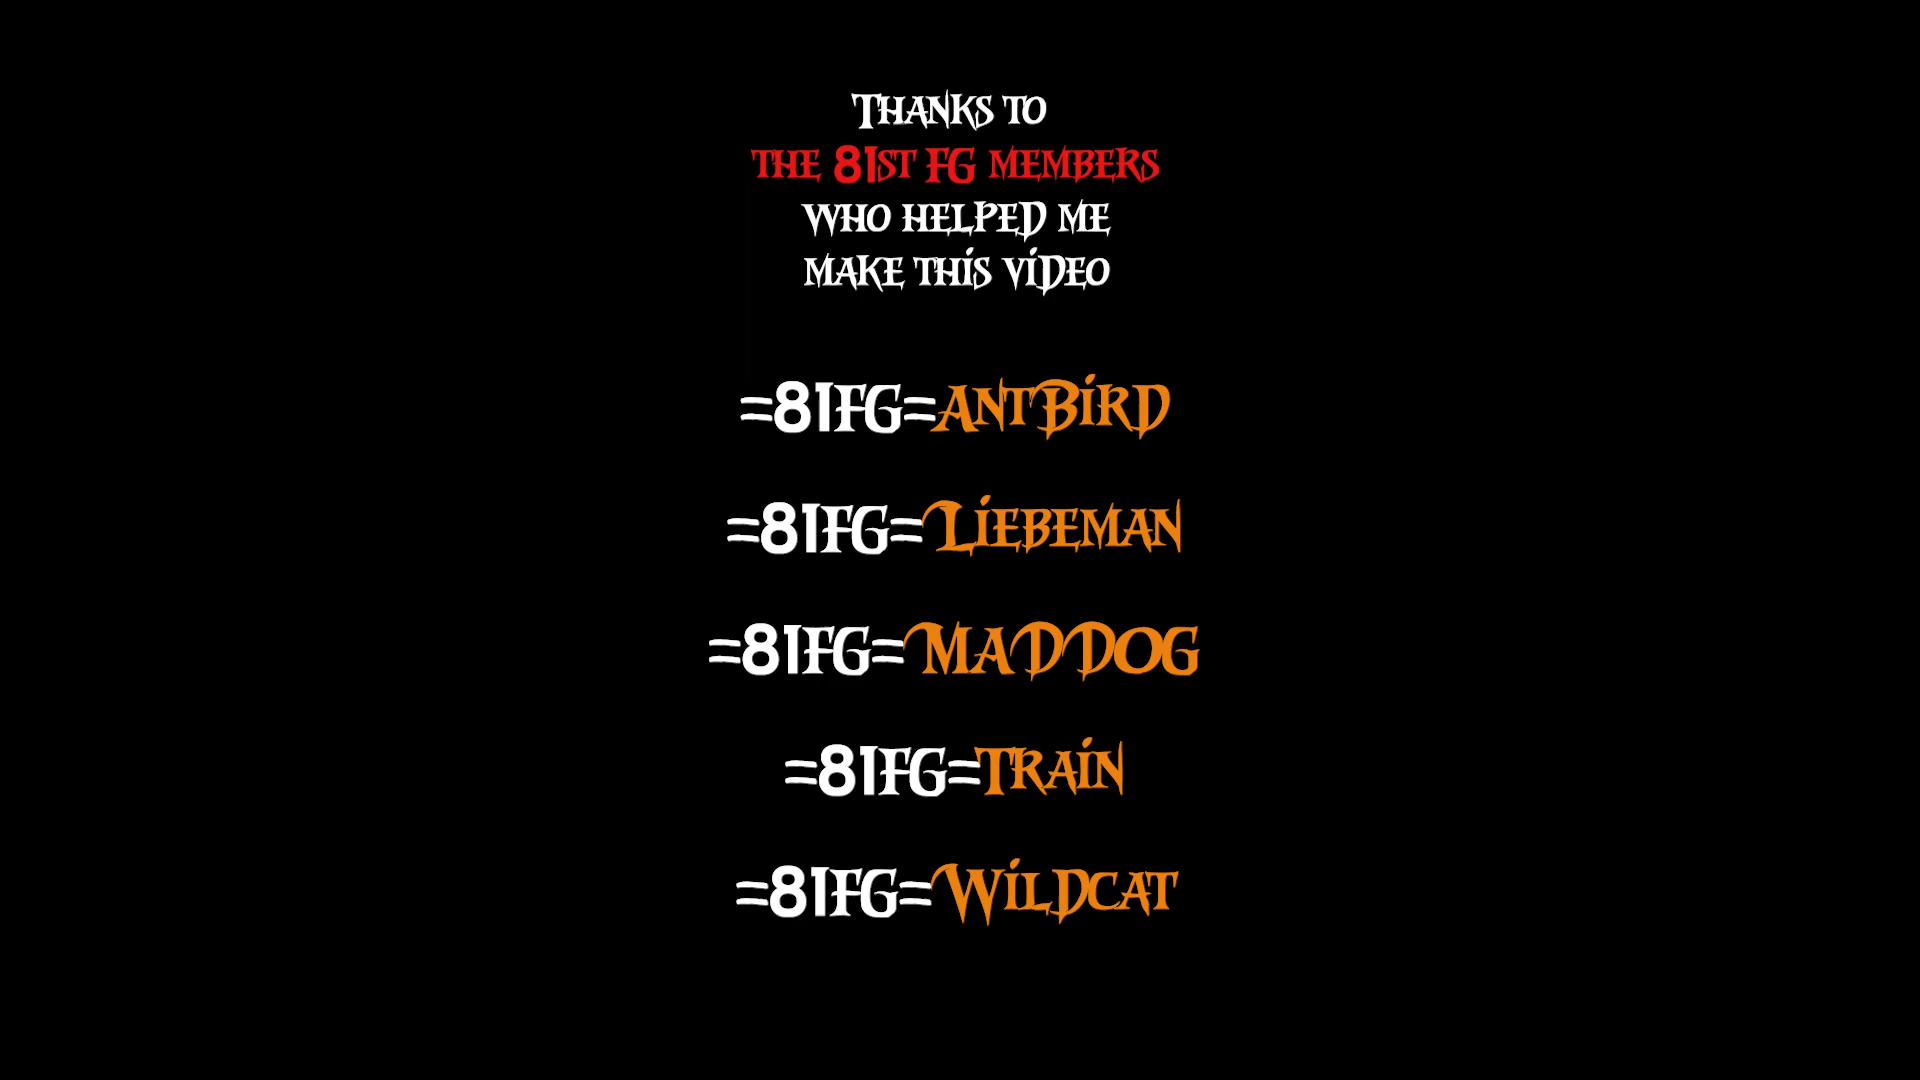 Thanks to
the 81st FG members
who helped me
make this video
=81FG=AntBird
=81FG=Liebeman
=81FG=MADDOG
=81FG=Train
=81FG=Wildcat